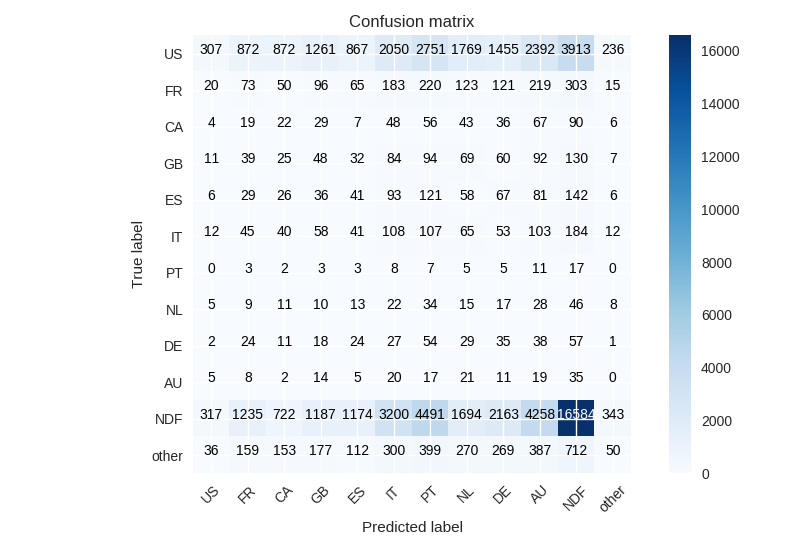 Confusion matrix
US 307 872 872 1261 867 2050 2751 1769 1455 2392 3913 236
FR 20 73 50 96 65 183 220 123 121 219 303 15
CA 4 19 22 29 7 48 56 43 36 67 90 6
GB 11 39 25 48 32 84 94 69 60 92 130 7
ES 6 29 26 36 41 93 121 58 67 81 142 6
IT 12 45 40 58 41 108 107 65 53 103 184 12
PT 0 3 2 3 3 8 7 5 5 11 17 0
NL 5 9 11 10 13 22 34 15 17 28 46 8
DE 2 24 11 18 24 27 54 29 35 38 57 1
AU 5 8 2 14 5 20 17 21 11 19 35 0
NDF 317 1235 722 1187 1174 3200 4491 1694 2163 4258 16584 343
other 36 159 153 177 112 300 399 270 269 387 712 50
US FR CA GB ES IT PT NL DE AU NDF other
True label
Predicted label
16000
14000
12000
10000
8000
6000
4000
2000
0